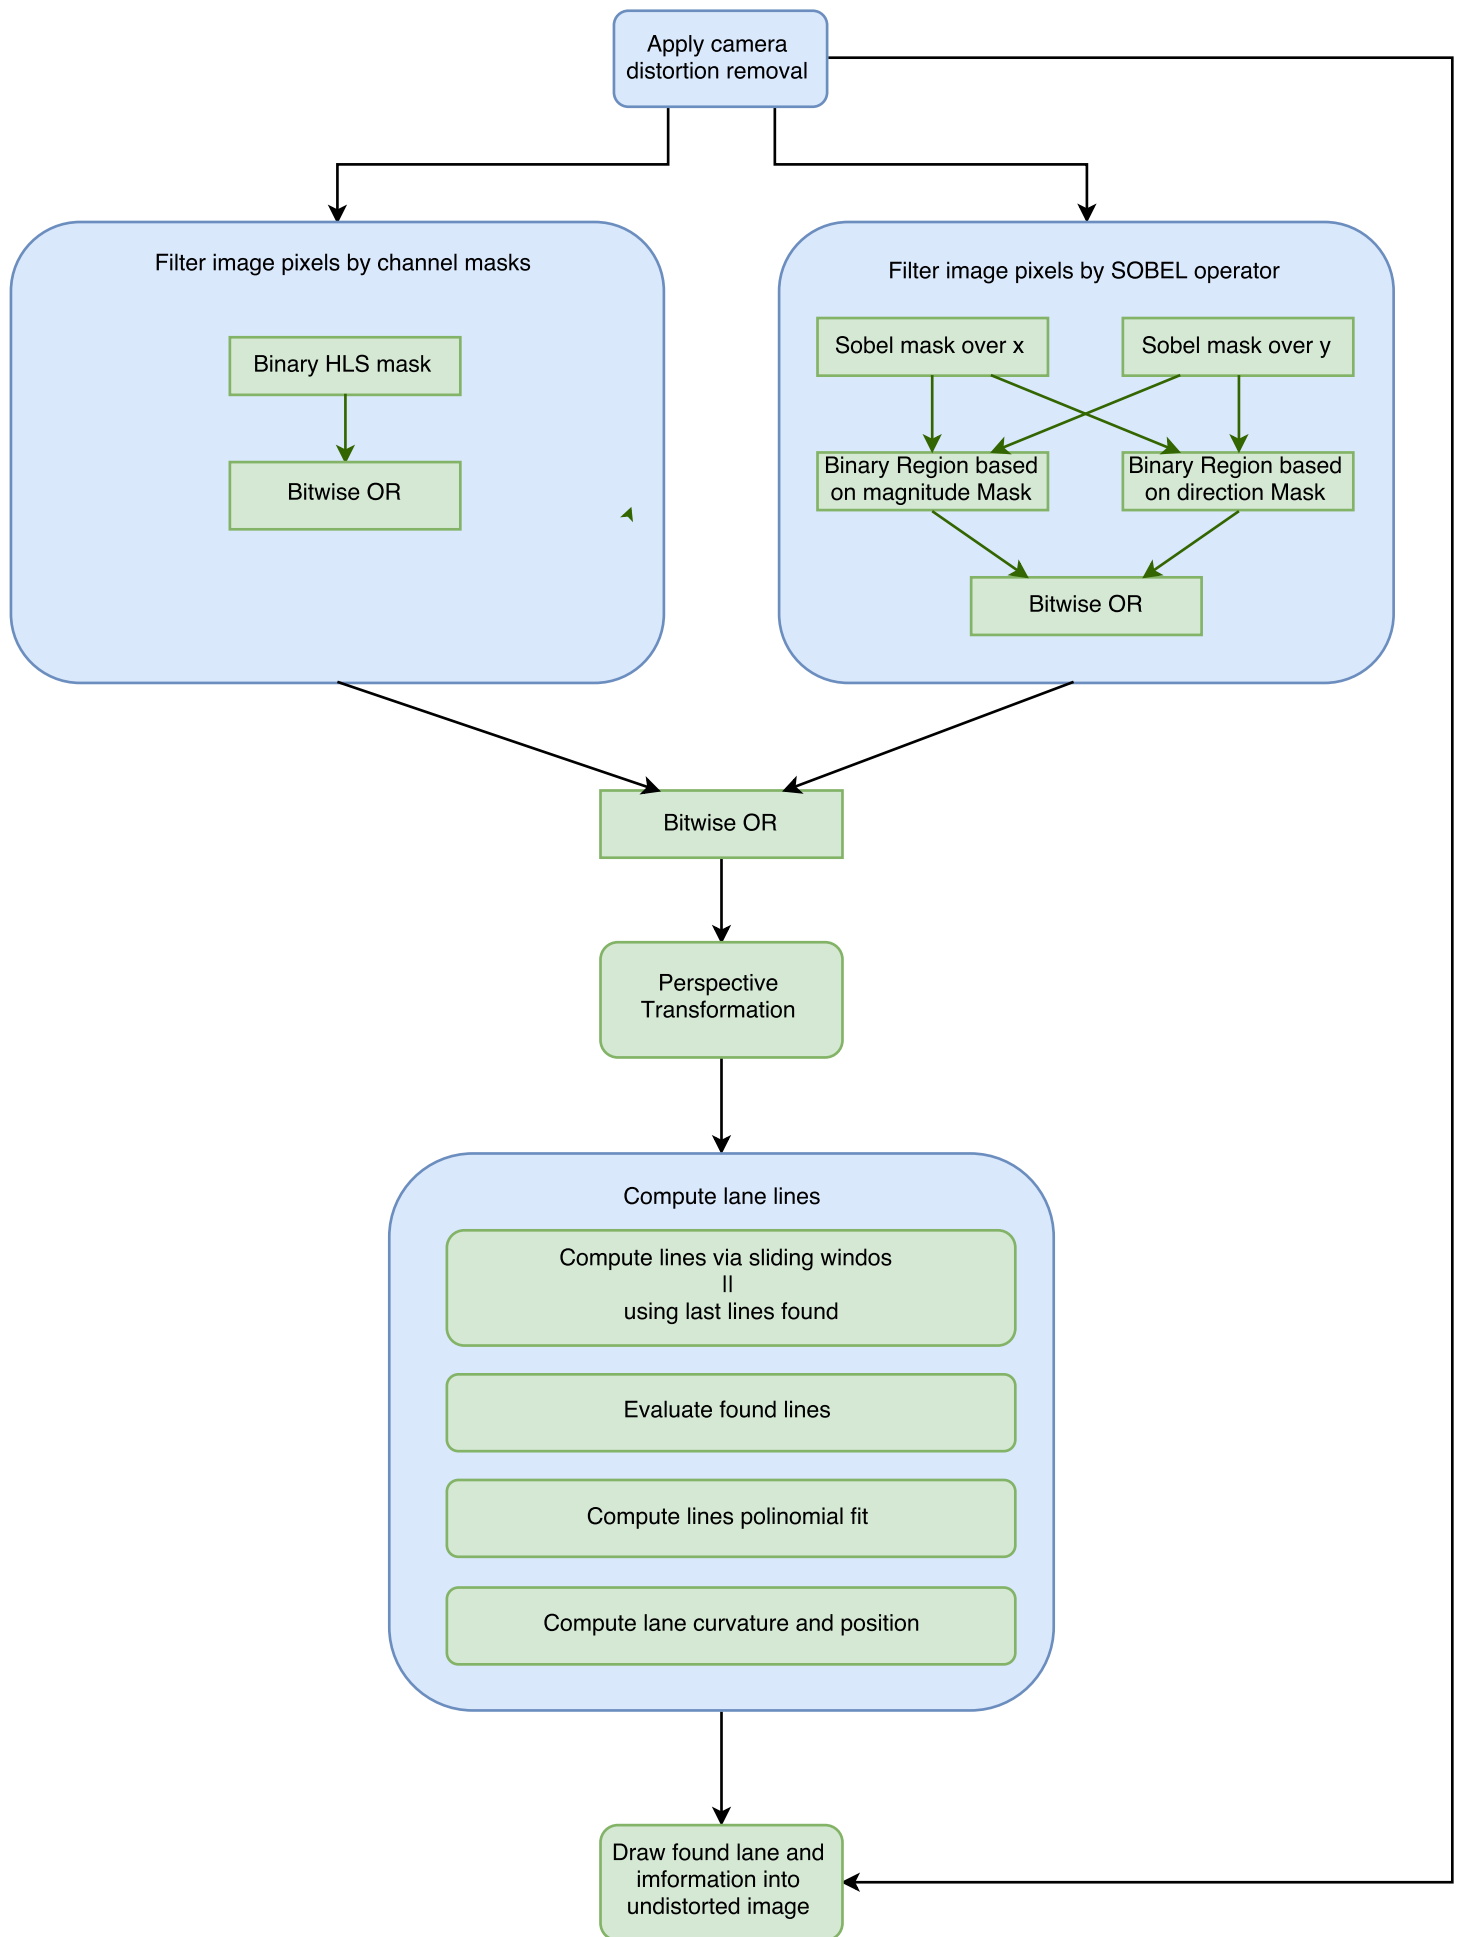 Apply camera
distortion removal
Filter image pixels by channel masks
Binary HLS mask
Bitwise OR
Filter image pixels by SOBEL operator
Sobel mask over x
Sobel mask over y
Binary Region based
on magnitude Mask
Binary Region based
on direction Mask
Bitwise OR
Bitwise OR
Perspective
Transformation
Compute lane lines
Compute lines via sliding windos
||
using last lines found
Evaluate found lines
Compute lines polinomial fit
Compute lane curvature and position
Draw found lane and
imformation into
undistorted image